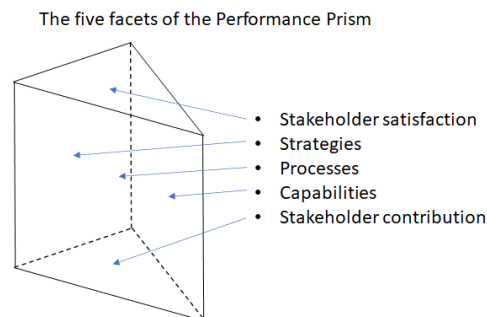 The five facets of the Performance Prism
• Stakeholder satisfaction
• Strategies
• Processes
• Capabilities
• Stakeholder contribution